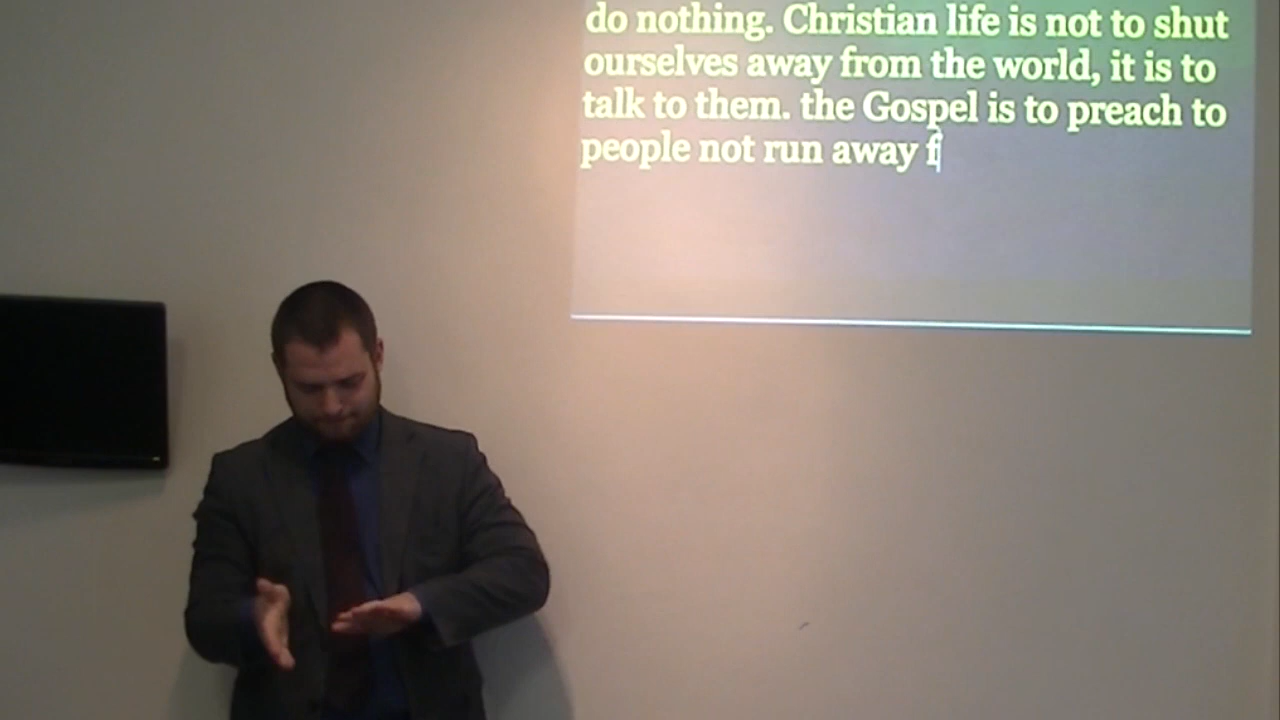 do nothing. Christian life is not to shut
ourselves away from the world, it is to
talk to them. the Gospel is to preach to
people not run away f